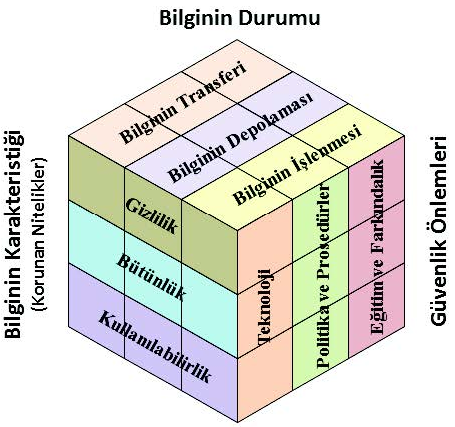 Bilginin Durumu
Bilginin Transferi
Bilginin Depolaması
Bilginin İşlenmesi
Bilginin Karakteristiği
(Korunan Nitelikler)
Gizlilik
Bütünlük
Kullanılabilirlik
Teknoloji
Politika ve Prosedürler
Eğitim ve Farkındalık
Güvenlik Önlemleri